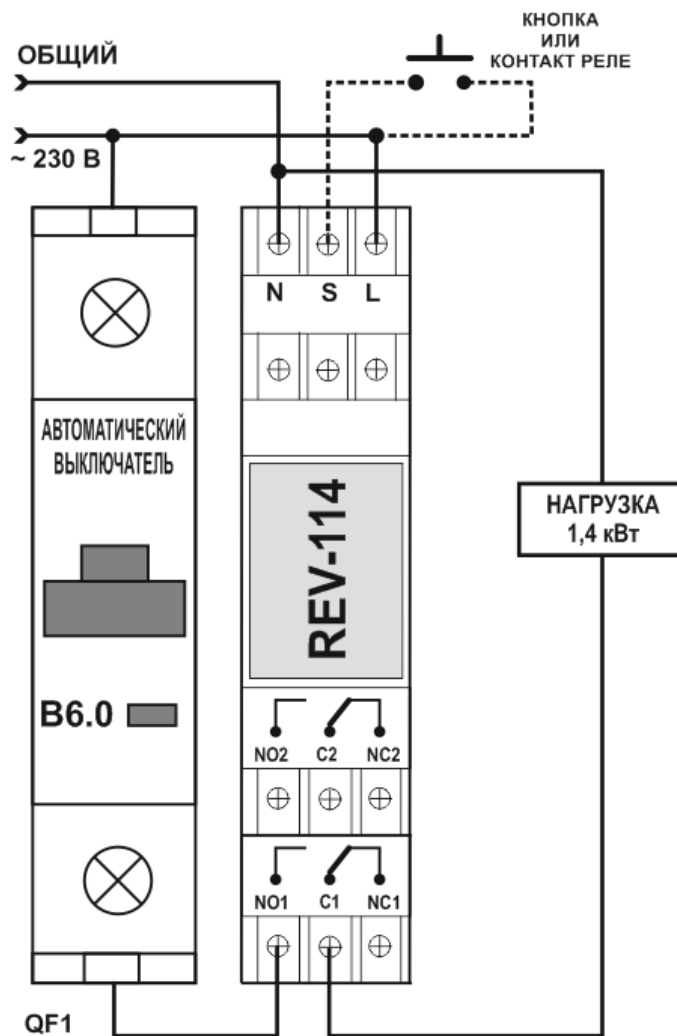 КНОПКА
ИЛИ
КОНТАКТ РЕЛЕ
ОБЩИЙ
~ 230 В
N S L
АВТОМАТИЧЕСКИЙ
ВЫКЛЮЧАТЕЛЬ
REV-114
НАГРУЗКА
1,4 кВт
B6.0
NO2 C2 NC2
NO1 C1 NC1
QF1